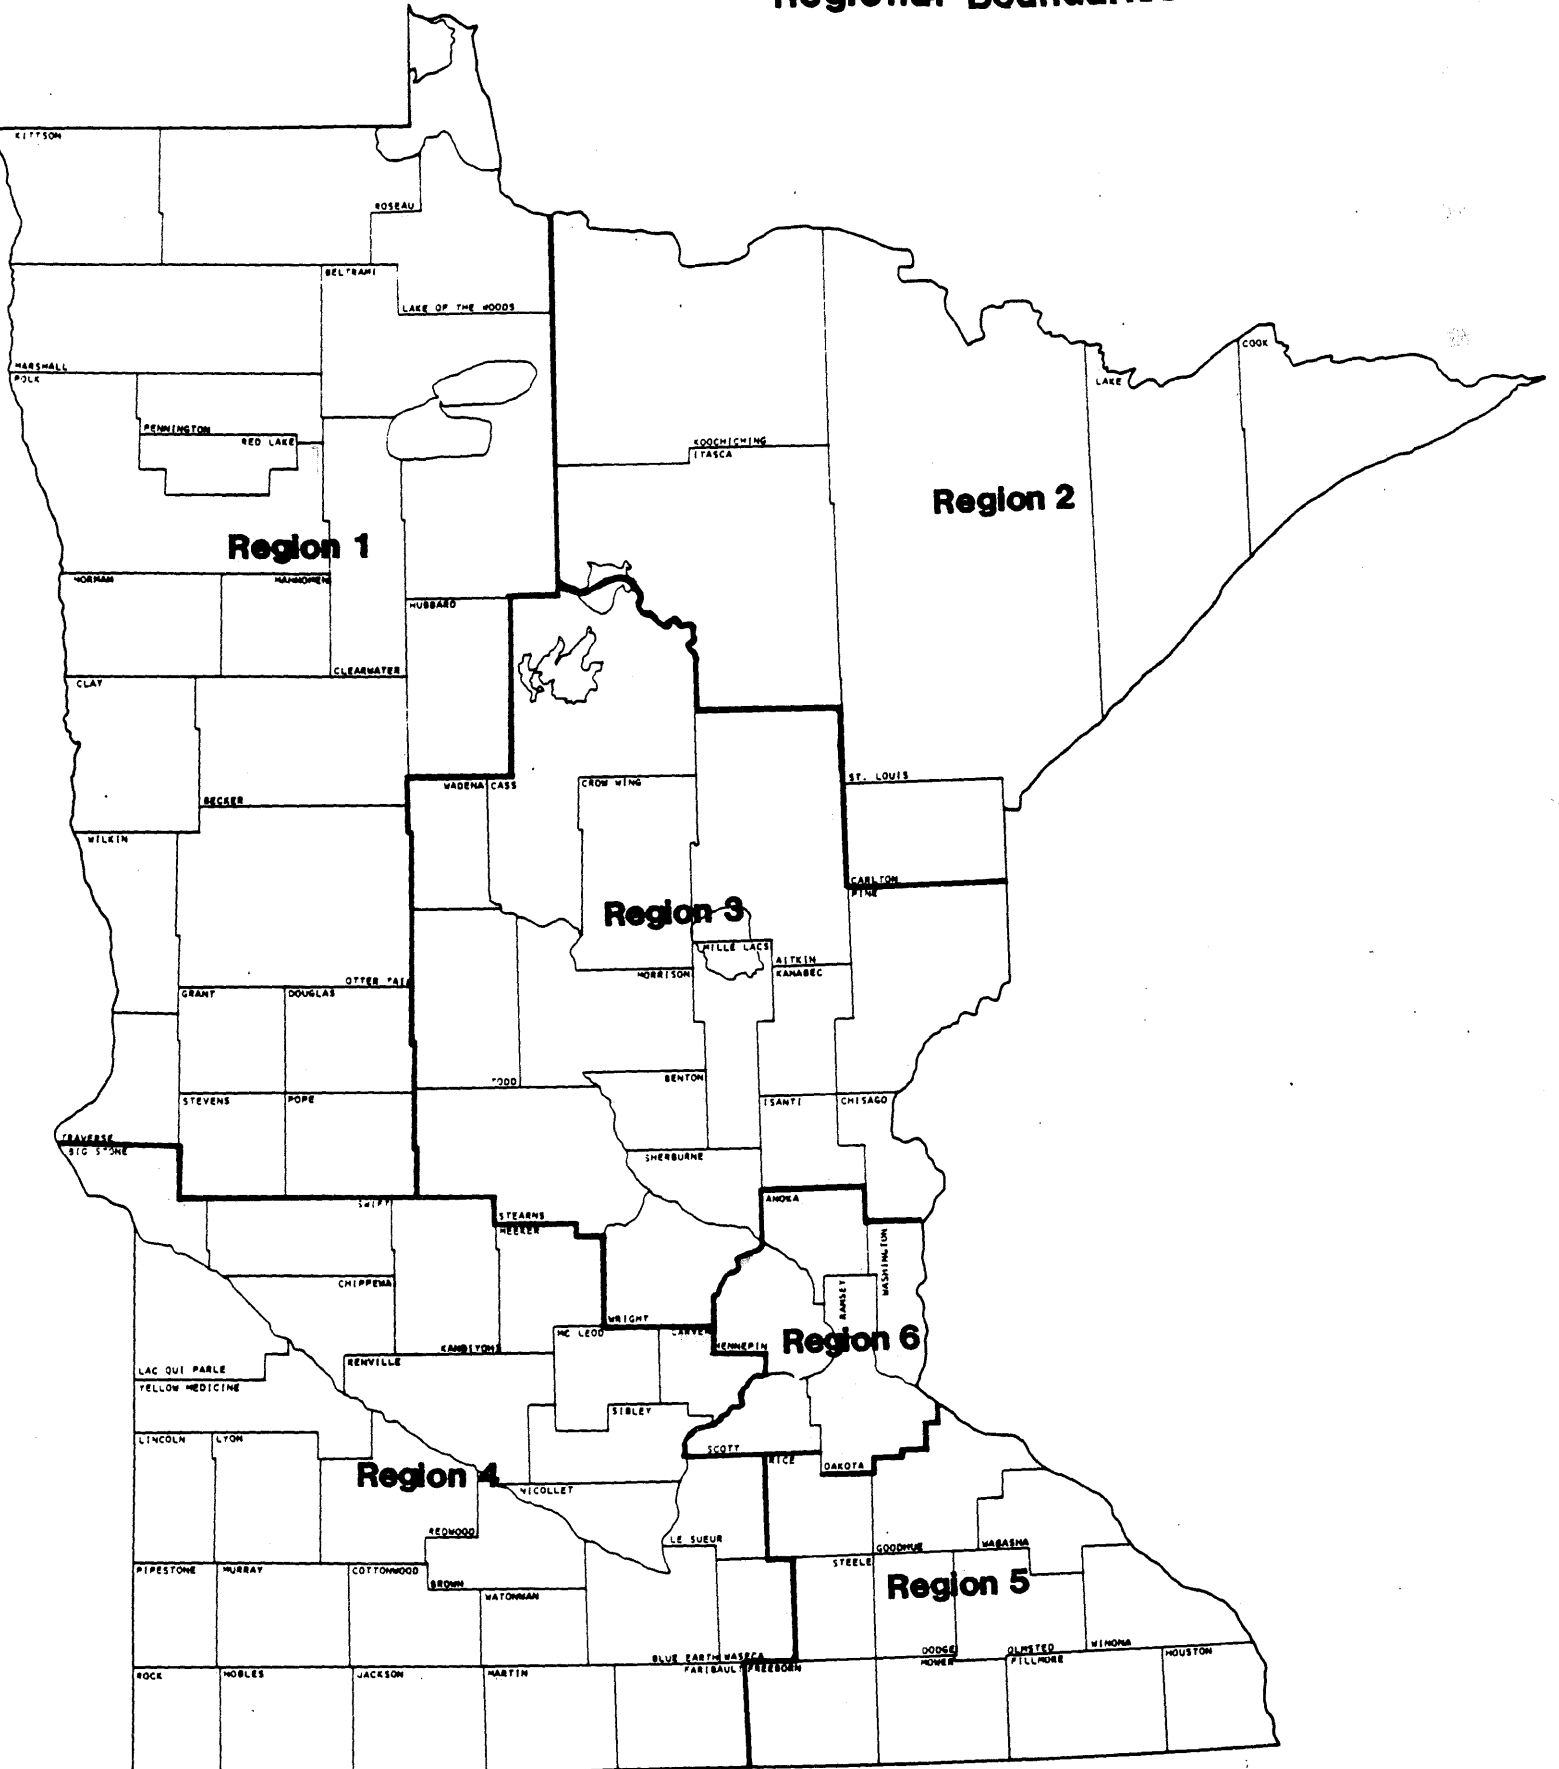 Regional Boundaries
KITTSON
ROSEAU
BELTRAMI
LAKE OF THE WOODS
MARSHALL
POLK
PENNINGTON
RED LAKE
KOOCHICHING
ITASCA
LAKE
COOK
Region 2
Region 1
NORMAN
MAHNOMEN
HUBBARD
CLEARWATER
CLAY
BECKER
WADENA
CASS
CROW WING
ST. LOUIS
WILKIN
CARLTON
PINE
Region 3
MILLE LACS
AITKIN
KANABEC
MORRISON
OTTER TAIL
GRANT
DOUGLAS
TODD
BENTON
STEVENS
POPE
ISANTI
CHISAGO
TRAVERSE
BIG STONE
SHERBURNE
SWIFT
STEARNS
MEEKER
ANOKA
WASHINGTON
CHIPPEWA
RAMSEY
WRIGHT
MC LEOD
CARVER
HENNEPIN
Region 6
KANDIYOHI
RENVILLE
LAC QUI PARLE
YELLOW MEDICINE
SIBLEY
LINCOLN
LYON
SCOTT
RICE
DAKOTA
Region 4
NICOLLET
REDWOOD
LE SUEUR
GOODHUE
WABASHA
STEELE
PIPESTONE
MURRAY
COTTONWOOD
BROWN
WATONWAN
Region 5
BLUE EARTH
WASECA
DODGE
OLMSTED
WINONA
HOUSTON
ROCK
NOBLES
JACKSON
MARTIN
FARIBAULT
FREEBORN
MOWER
FILLMORE